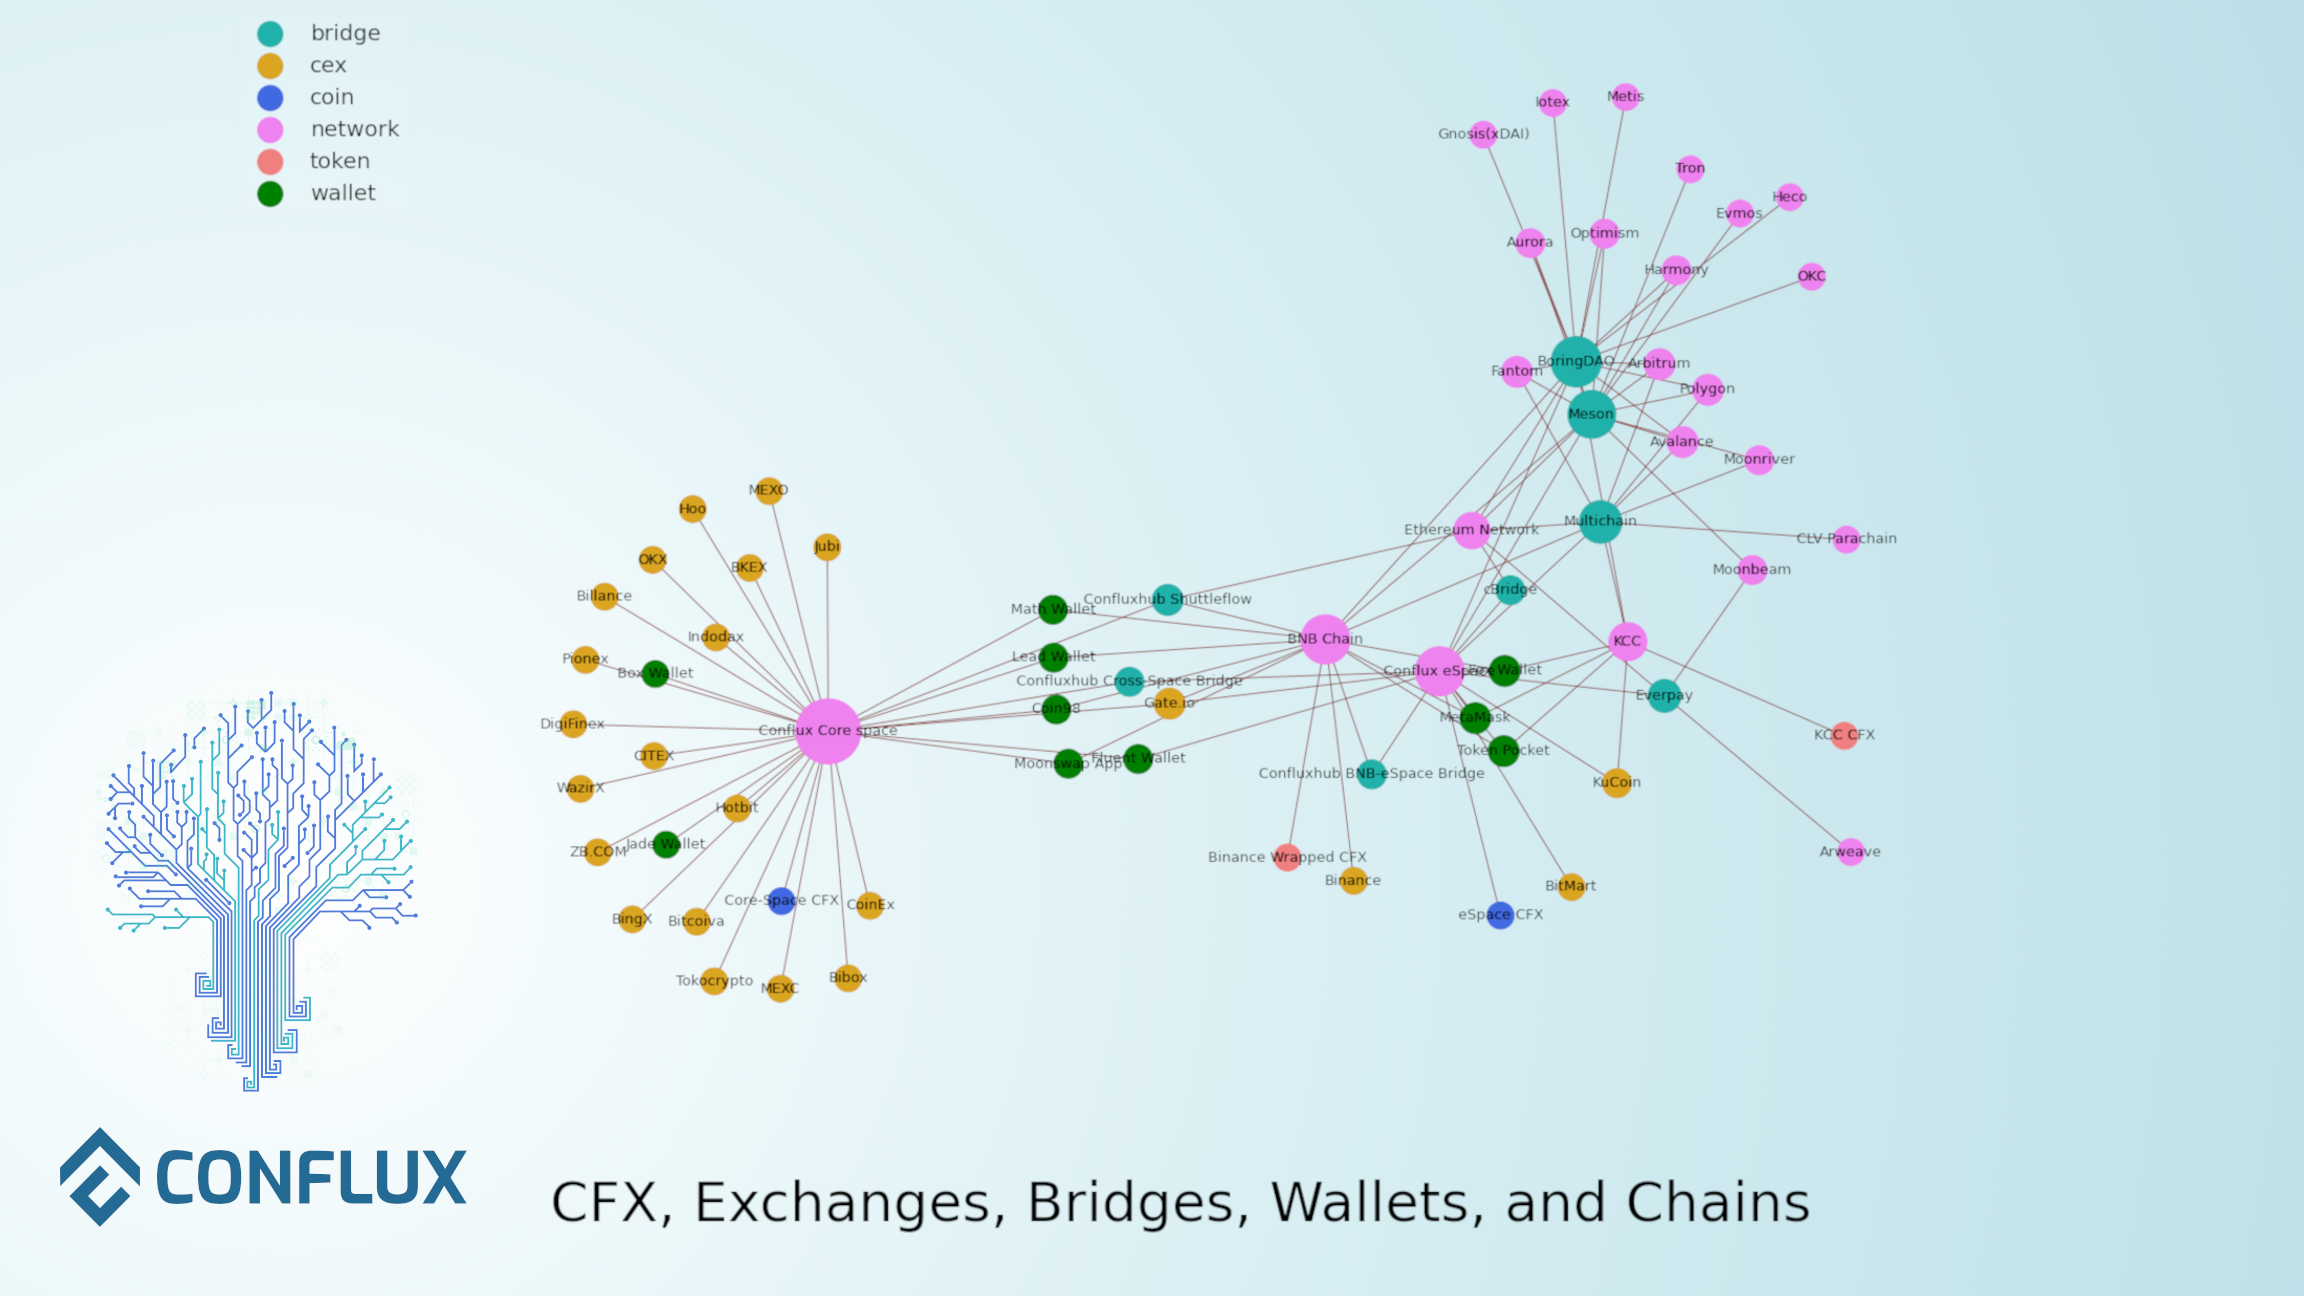 bridge
cex
coin
network
token
wallet
Iotex
Metis
Gnosis(xDAI)
Tron
Heco
Evmos
Optimism
Aurora
Harmony
OKC
BoringDAO
Arbitrum
Fantom
Polygon
Meson
Avalance
Moonriver
MEXO
Hoo
Multichain
Ethereum Network
CLV Parachain
Jubi
OKX
BKEX
Moonbeam
cBridge
Billance
Confluxhub Shuttleflow
Math Wallet
Indodax
BNB Chain
KCC
Pionex
Lead Wallet
Box Wallet
Conflux eSpace
Wallet
Confluxhub Cross-Space Bridge
Everpay
Gate.io
Coin98
MetaMask
DigiFinex
Conflux Core space
KCC CFX
Token Pocket
CITEX
Fluent Wallet
Moonswap App
Confluxhub BNB-eSpace Bridge
KuCoin
WazirX
Hotbit
Jade Wallet
ZB.COM
Arweave
Binance Wrapped CFX
Binance
BitMart
Core-Space CFX
CoinEx
eSpace CFX
BingX
Bitcoiva
Bibox
Tokocrypto
MEXC
CONFLUX
CFX, Exchanges, Bridges, Wallets, and Chains